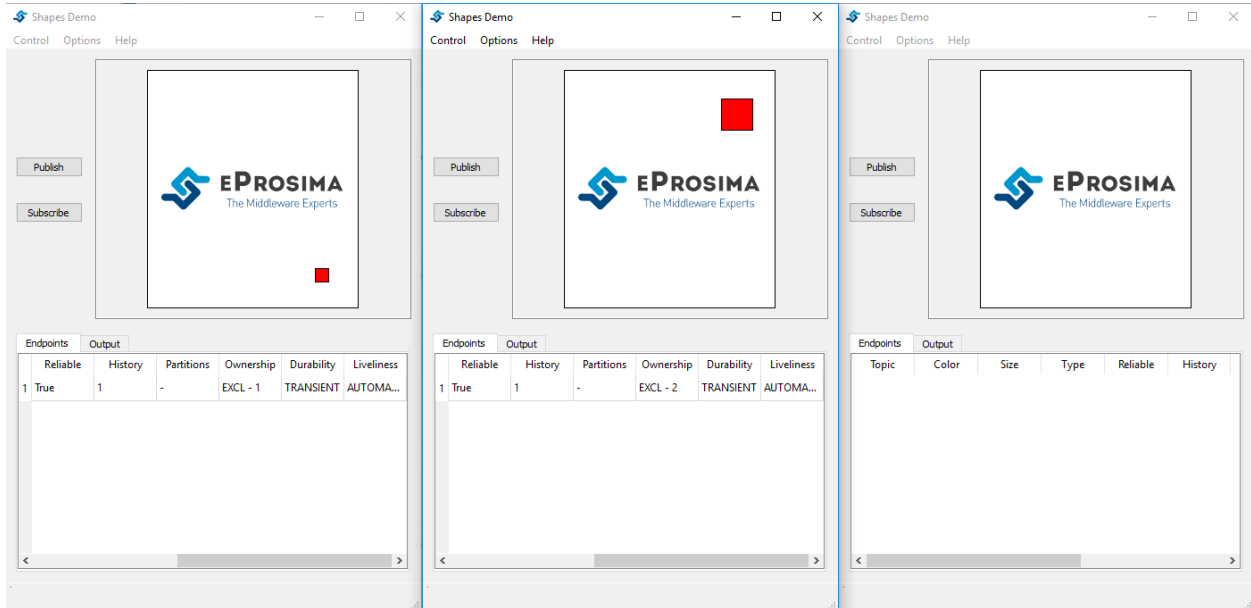 Shapes Demo
Control Options Help
Publish
Subscribe
EPROSIMA
The Middleware Experts
Endpoints Output
Reliable History Partitions Ownership Durability Liveliness
1 True 1 - EXCL - 1 TRANSIENT AUTOMA...
Shapes Demo
Control Options Help
Publish
Subscribe
EPROSIMA
The Middleware Experts
Endpoints Output
Reliable History Partitions Ownership Durability Liveliness
1 True 1 - EXCL - 2 TRANSIENT AUTOMA...
Shapes Demo
Control Options Help
Publish
Subscribe
EPROSIMA
The Middleware Experts
Endpoints Output
Topic Color Size Type Reliable History